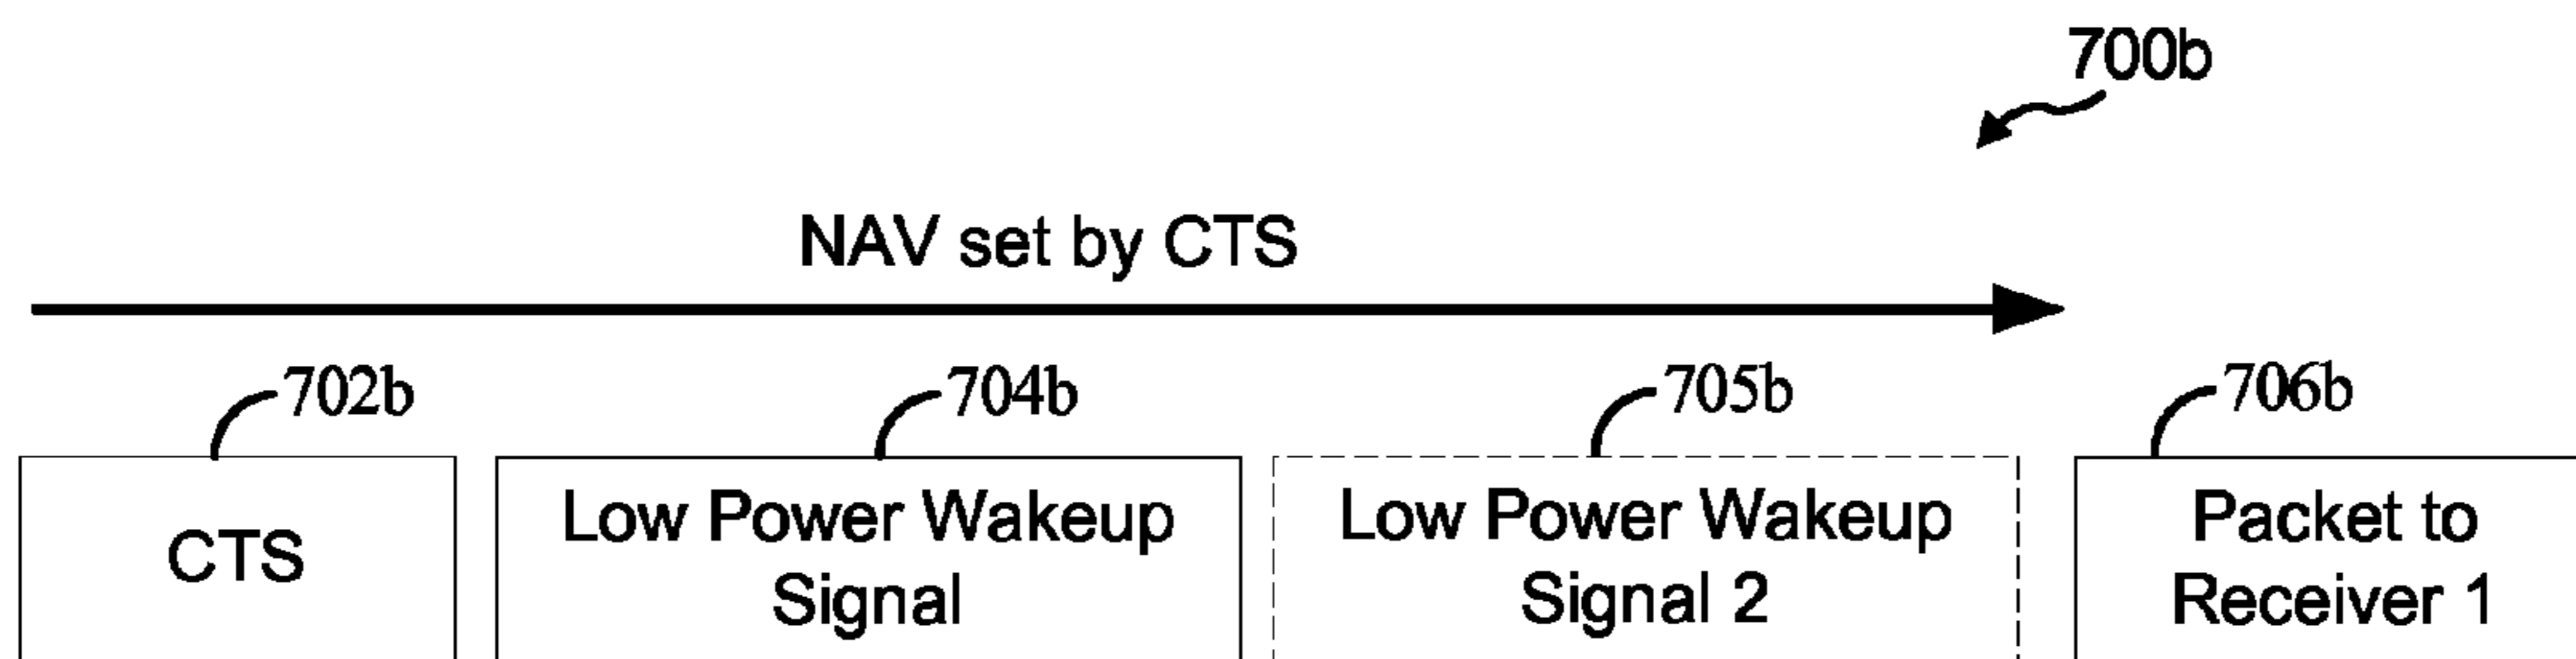 700b
NAV set by CTS
702b
704b
705b
706b
CTS
Low Power Wakeup
Signal
Low Power Wakeup
Signal 2
Packet to
Receiver 1